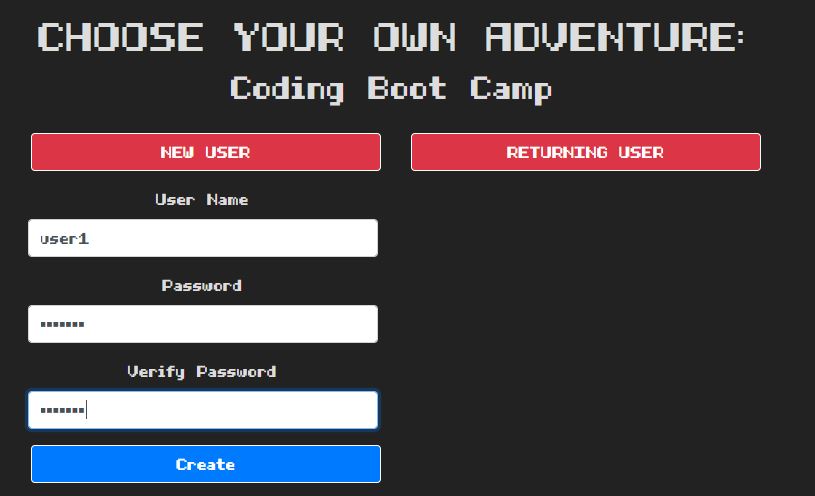 CHOOSE YOUR OWN ADVENTURE:
Coding Boot Camp
NEW USER
RETURNING USER
User Name
user1
Password
•••••••
Verify Password
•••••••
Create